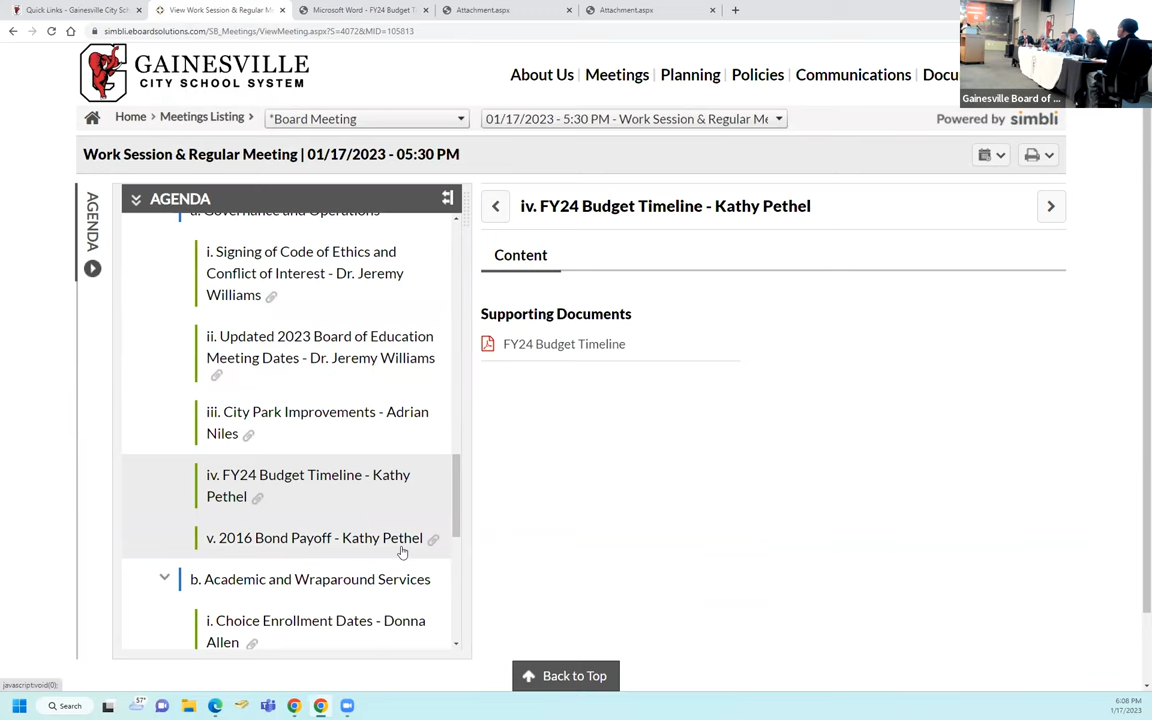 Quick Links - Gainesville City Sch
View Work Session & Regular M
Microsoft Word - FY24 Budget T
Attachment.aspx
Attachment.aspx
simbli.eboardsolutions.com/SB_Meetings/ViewMeeting.aspx?S=4072&MID=105813
GAINESVILLE
CITY SCHOOL SYSTEM
About Us | Meetings | Planning | Policies | Communications | Docu
Gainesville Board of ...
Home > Meetings Listing >
*Board Meeting
01/17/2023 - 5:30 PM - Work Session & Regular Me
Powered by simbli
Work Session & Regular Meeting | 01/17/2023 - 05:30 PM
AGENDA
AGENDA
a. Governance and Operations
i. Signing of Code of Ethics and
Conflict of Interest - Dr. Jeremy
Williams
ii. Updated 2023 Board of Education
Meeting Dates - Dr. Jeremy Williams
iii. City Park Improvements - Adrian
Niles
iv. FY24 Budget Timeline - Kathy
Pethel
v. 2016 Bond Payoff - Kathy Pethel
b. Academic and Wraparound Services
i. Choice Enrollment Dates - Donna
Allen
iv. FY24 Budget Timeline - Kathy Pethel
Content
Supporting Documents
FY24 Budget Timeline
Back to Top
javascript:void(0);
Search
57°
6:08 PM
1/17/2023